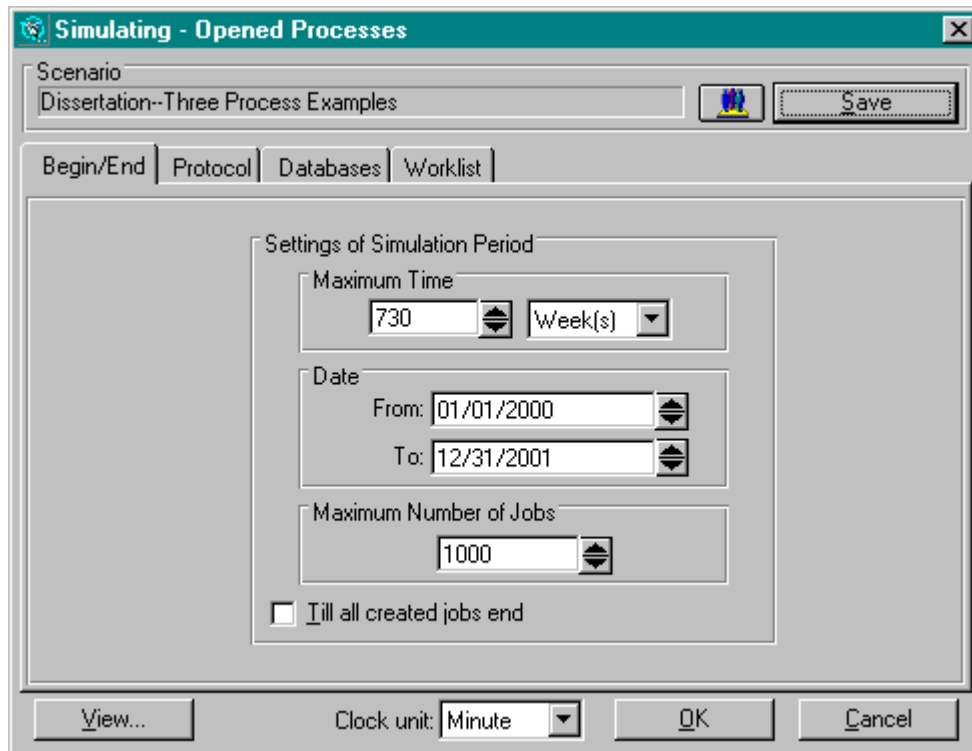 Simulating - Opened Processes
Scenario
Dissertation--Three Process Examples
Save
Begin/End Protocol Databases Worklist
Settings of Simulation Period
Maximum Time
730 Week(s)
Date
From: 01/01/2000
To: 12/31/2001
Maximum Number of Jobs
1000
Till all created jobs end
View... Clock unit: Minute OK Cancel